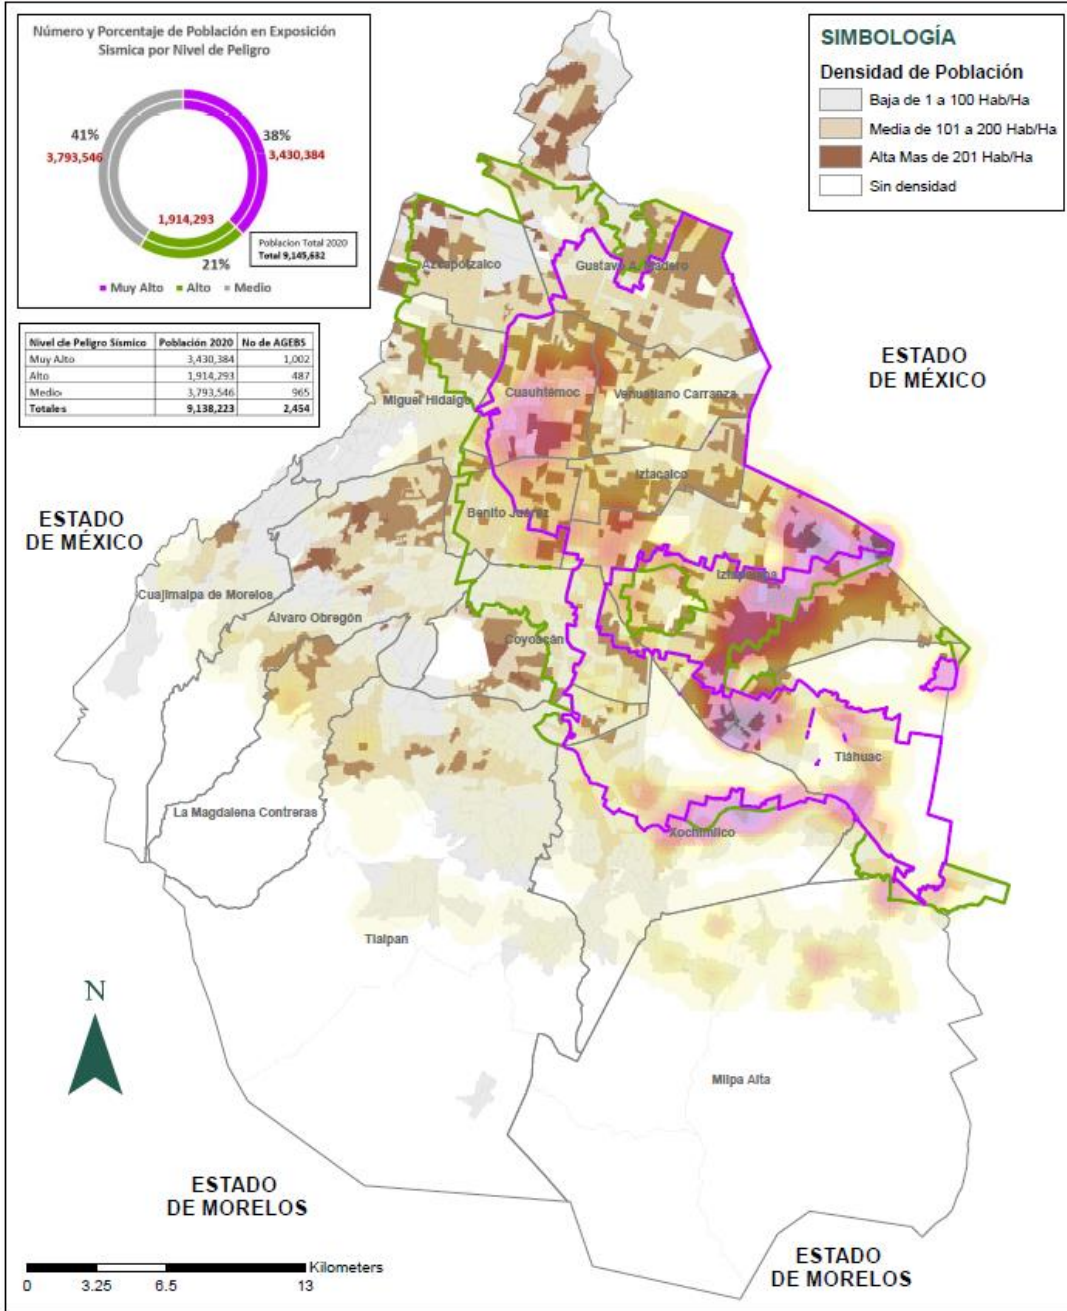 Número y Porcentaje de Población en Exposición
Sismica por Nivel de Peligro
41%
3,793,546
38%
3,430,384
1,914,293
21%
Poblacion Total 2020
Total 9,145,632
Muy Alto Alto Medio
SIMBOLOGÍA
Densidad de Población
Baja de 1 a 100 Hab/Ha
Media de 101 a 200 Hab/Ha
Alta Mas de 201 Hab/Ha
Sin densidad
Nivel de Peligro Sísmico Población 2020 No de AGEBS
Muy Alto 3,430,384 1,002
Alto 1,914,293 487
Medio 3,793,546 965
Totales 9,138,223 2,454
Azcapotzalco
Gustavo A. Madero
ESTADO
DE MÉXICO
Miguel Hidalgo
Cuauhtémoc
Venustiano Carranza
Iztacalco
Benito Juárez
ESTADO
DE MÉXICO
Iztapalapa
Cuajimalpa de Morelos
Álvaro Obregón
Coyoacán
Tláhuac
La Magdalena Contreras
Xochimilco
Tlalpan
N
Milpa Alta
ESTADO
DE MORELOS
ESTADO
DE MORELOS
Kilometers
0 3.25 6.5 13